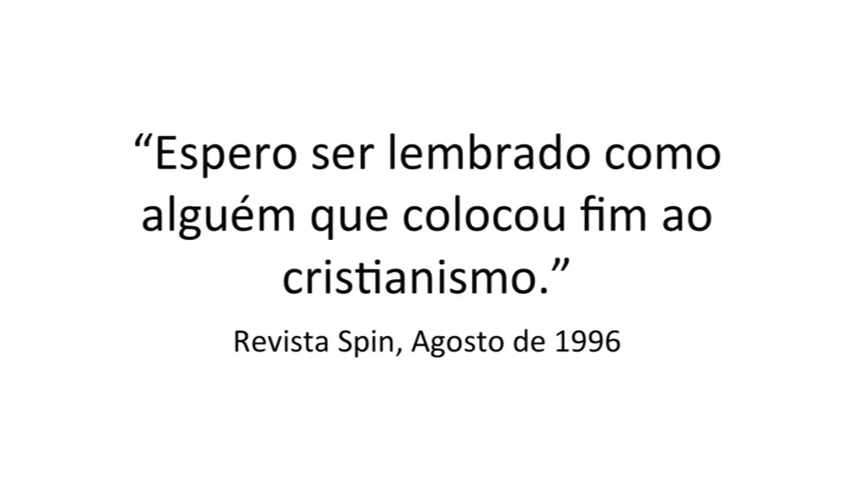 “Espero ser lembrado como
alguém que colocou fim ao
cristianismo.”
Revista Spin, Agosto de 1996